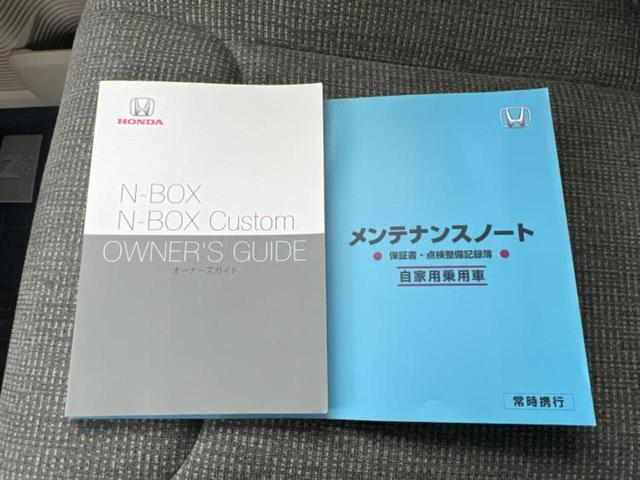 HONDA
N-BOX
N-BOX Custom
OWNER'S GUIDE
オーナーズガイド
メンテナンスノート
保証書・点検整備記録簿
自家用乗用車
常時携行